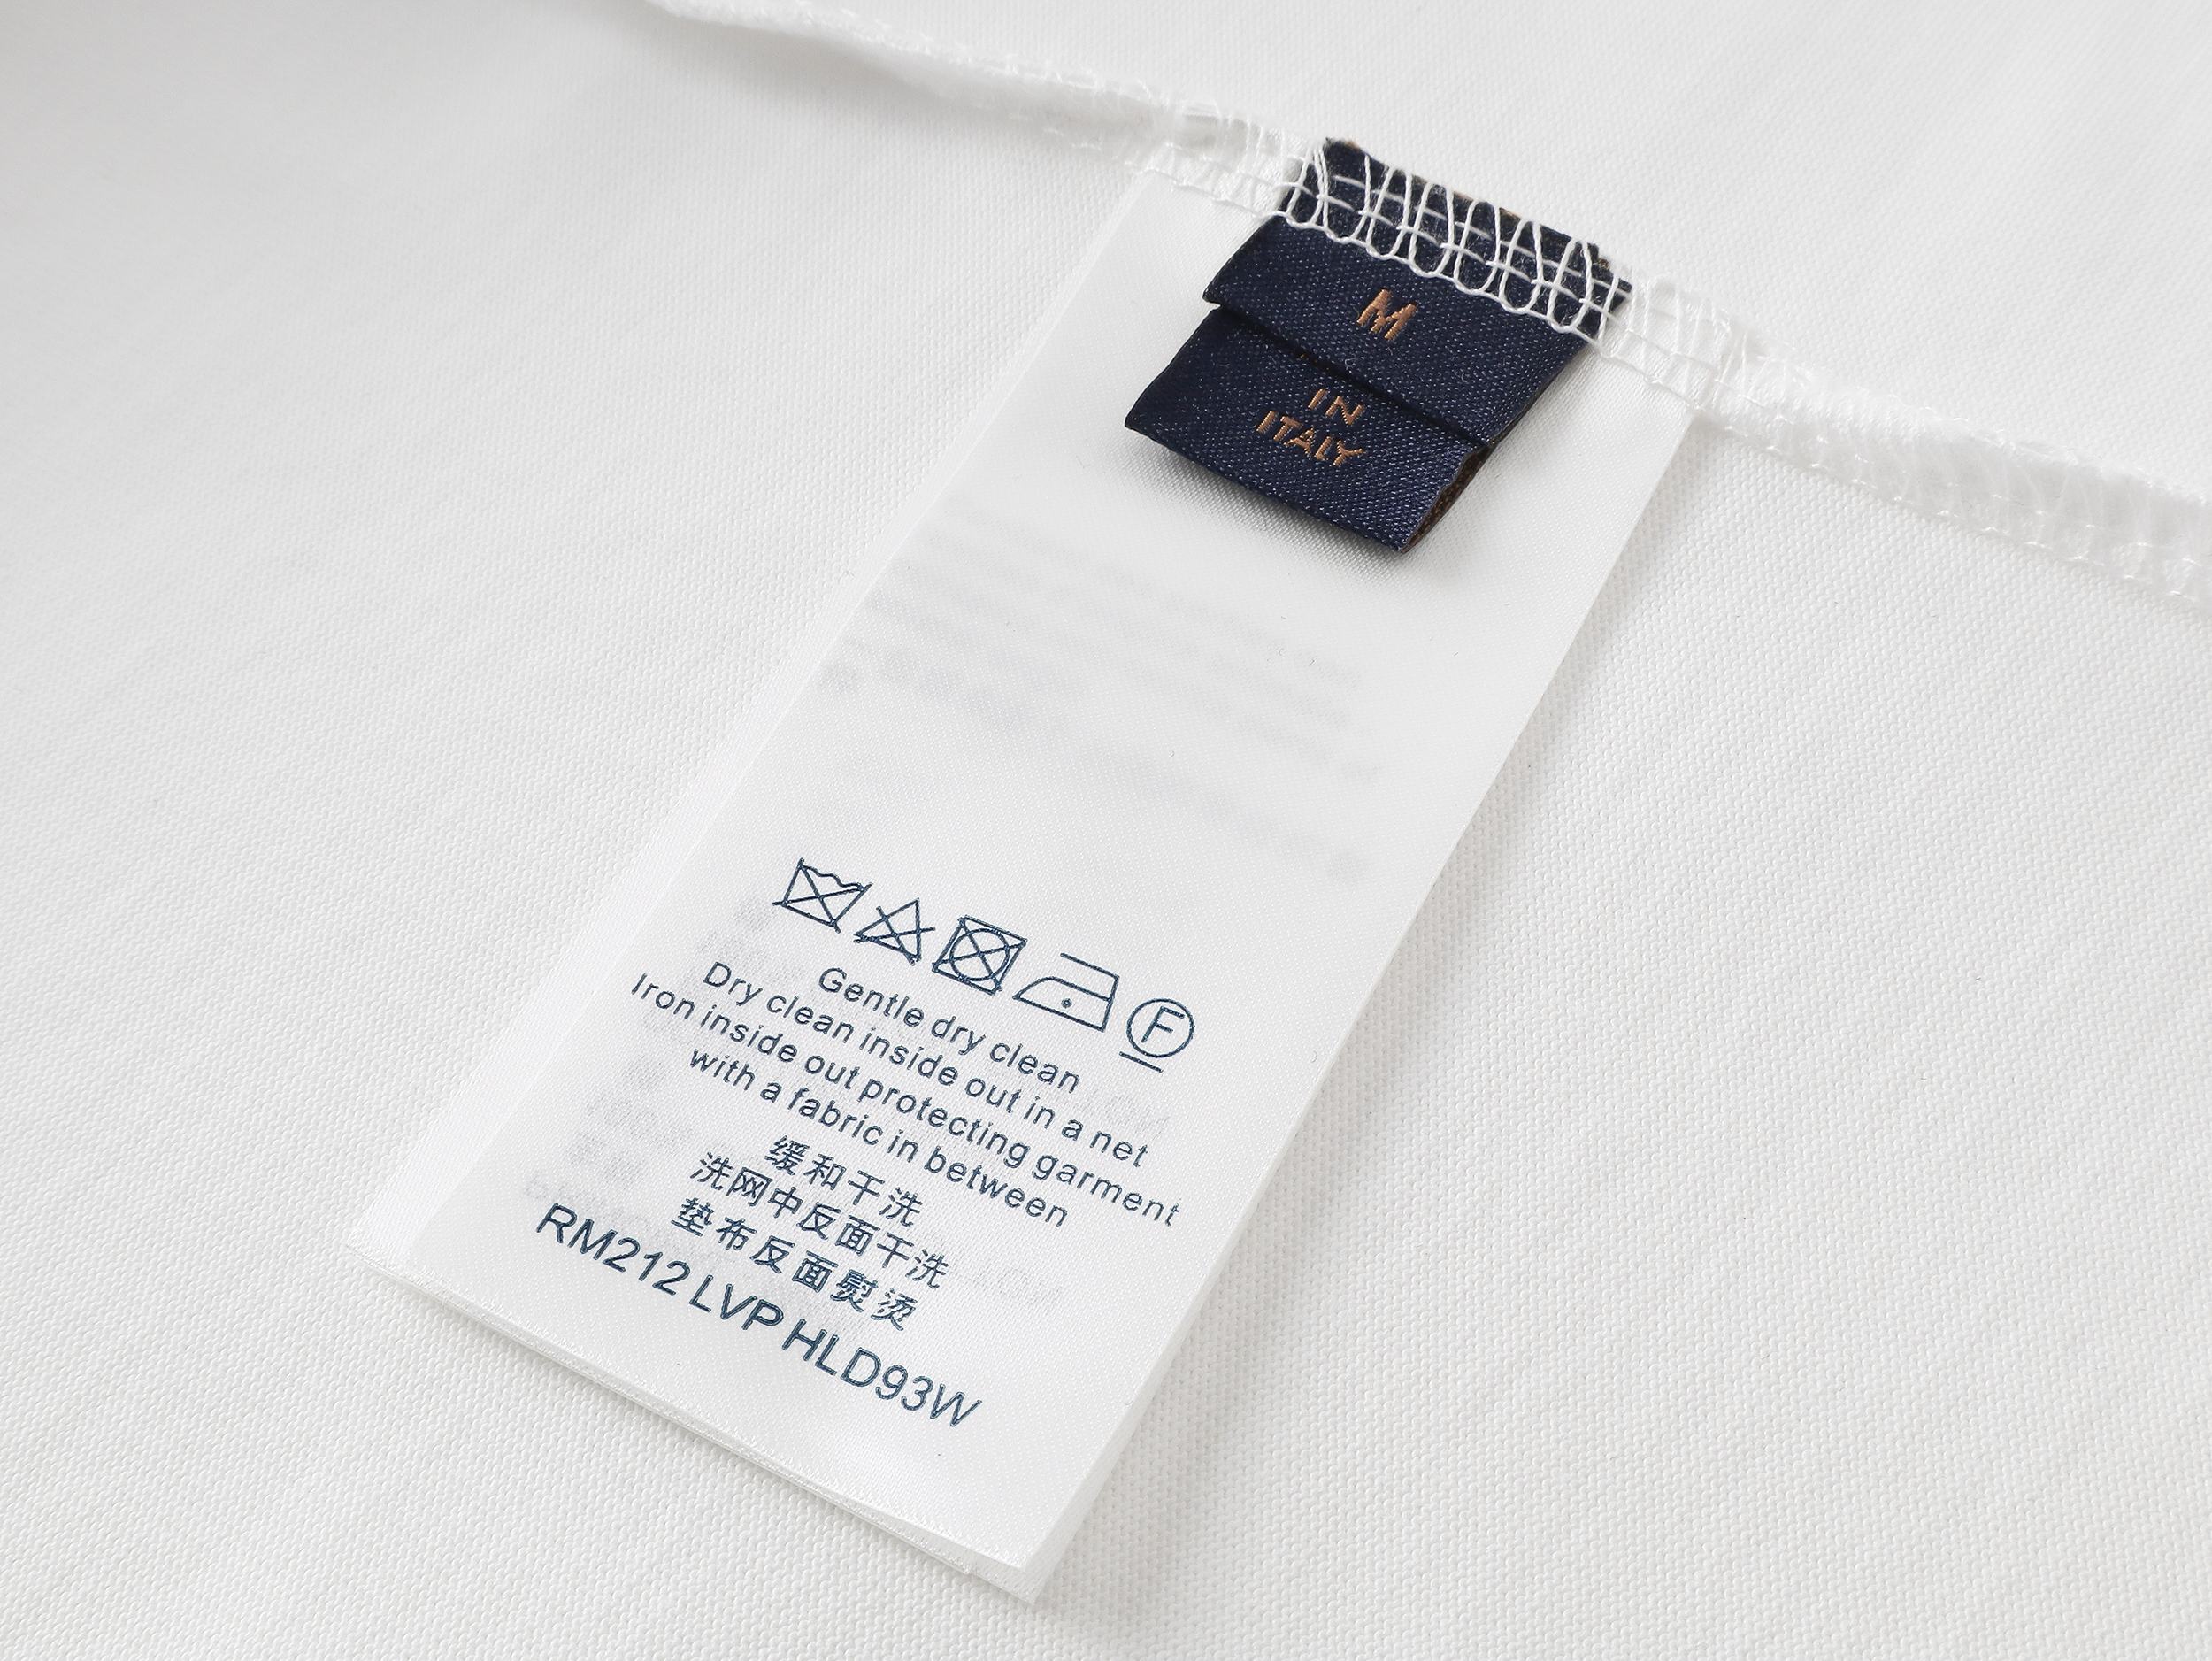 M
IN
ITALY
F
Gentle dry clean
Dry clean inside out in a net
Iron inside out protecting garment
with a fabric in between
缓和干洗
洗网中反面干洗
垫布反面熨烫
RM212 LVP HLD93W